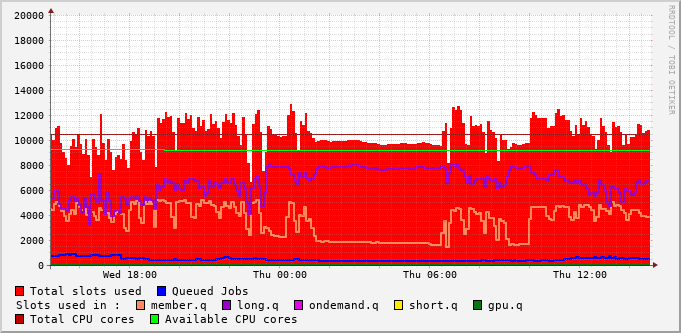 20000
18000
16000
14000
12000
10000
8000
6000
4000
2000
0
Wed 18:00 Thu 00:00 Thu 06:00 Thu 12:00
Total slots used Queued Jobs
Slots used in : member.q long.q ondemand.q short.q gpu.q
Total CPU cores Available CPU cores
RRDTOOL / TOBI OETIKER